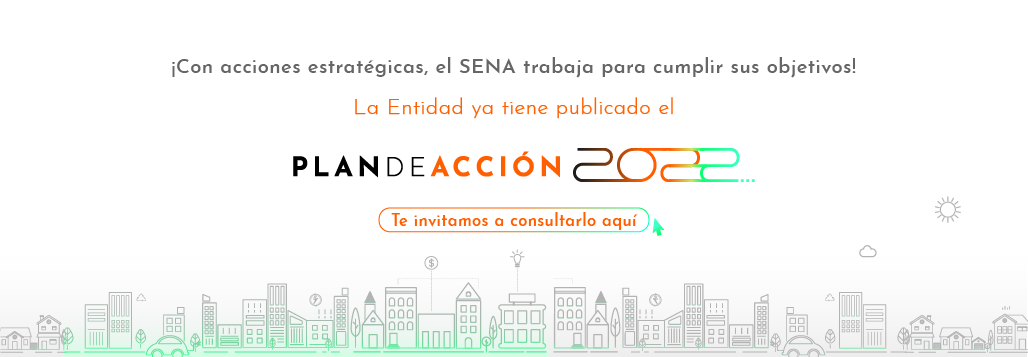 ¡Con acciones estratégicas, el SENA trabaja para cumplir sus objetivos!
La Entidad ya tiene publicado el
PLANDEACCIÓN 2022...
Te invitamos a consultarlo aquí
$